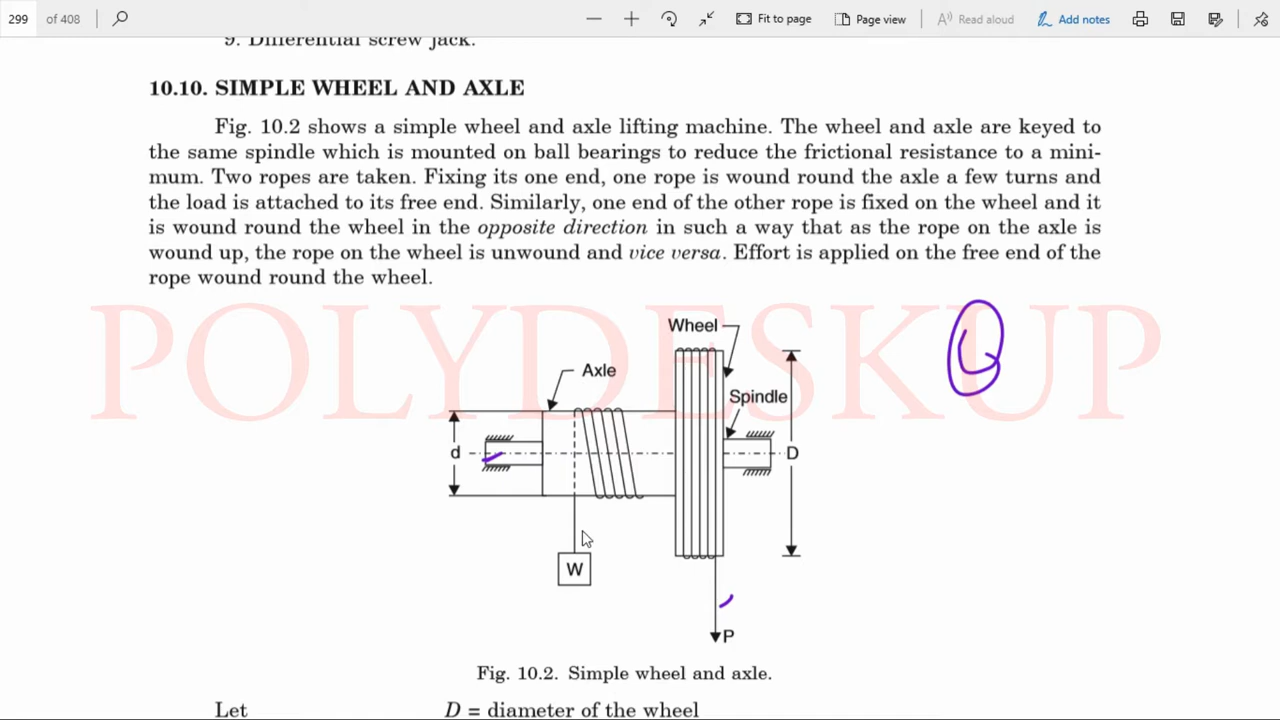 299 of 408 Fit to page Page view Read aloud Add notes
9. Differential screw jack.
10.10. SIMPLE WHEEL AND AXLE
Fig. 10.2 shows a simple wheel and axle lifting machine. The wheel and axle are keyed to
the same spindle which is mounted on ball bearings to reduce the frictional resistance to a mini-
mum. Two ropes are taken. Fixing its one end, one rope is wound round the axle a few turns and
the load is attached to its free end. Similarly, one end of the other rope is fixed on the wheel and it
is wound round the wheel in the opposite direction in such a way that as the rope on the axle is
wound up, the rope on the wheel is unwound and vice versa. Effort is applied on the free end of the
rope wound round the wheel.
POLYDESKUP
Wheel
Axle
Spindle
d
D
W
P
Fig. 10.2. Simple wheel and axle.
Let D = diameter of the wheel